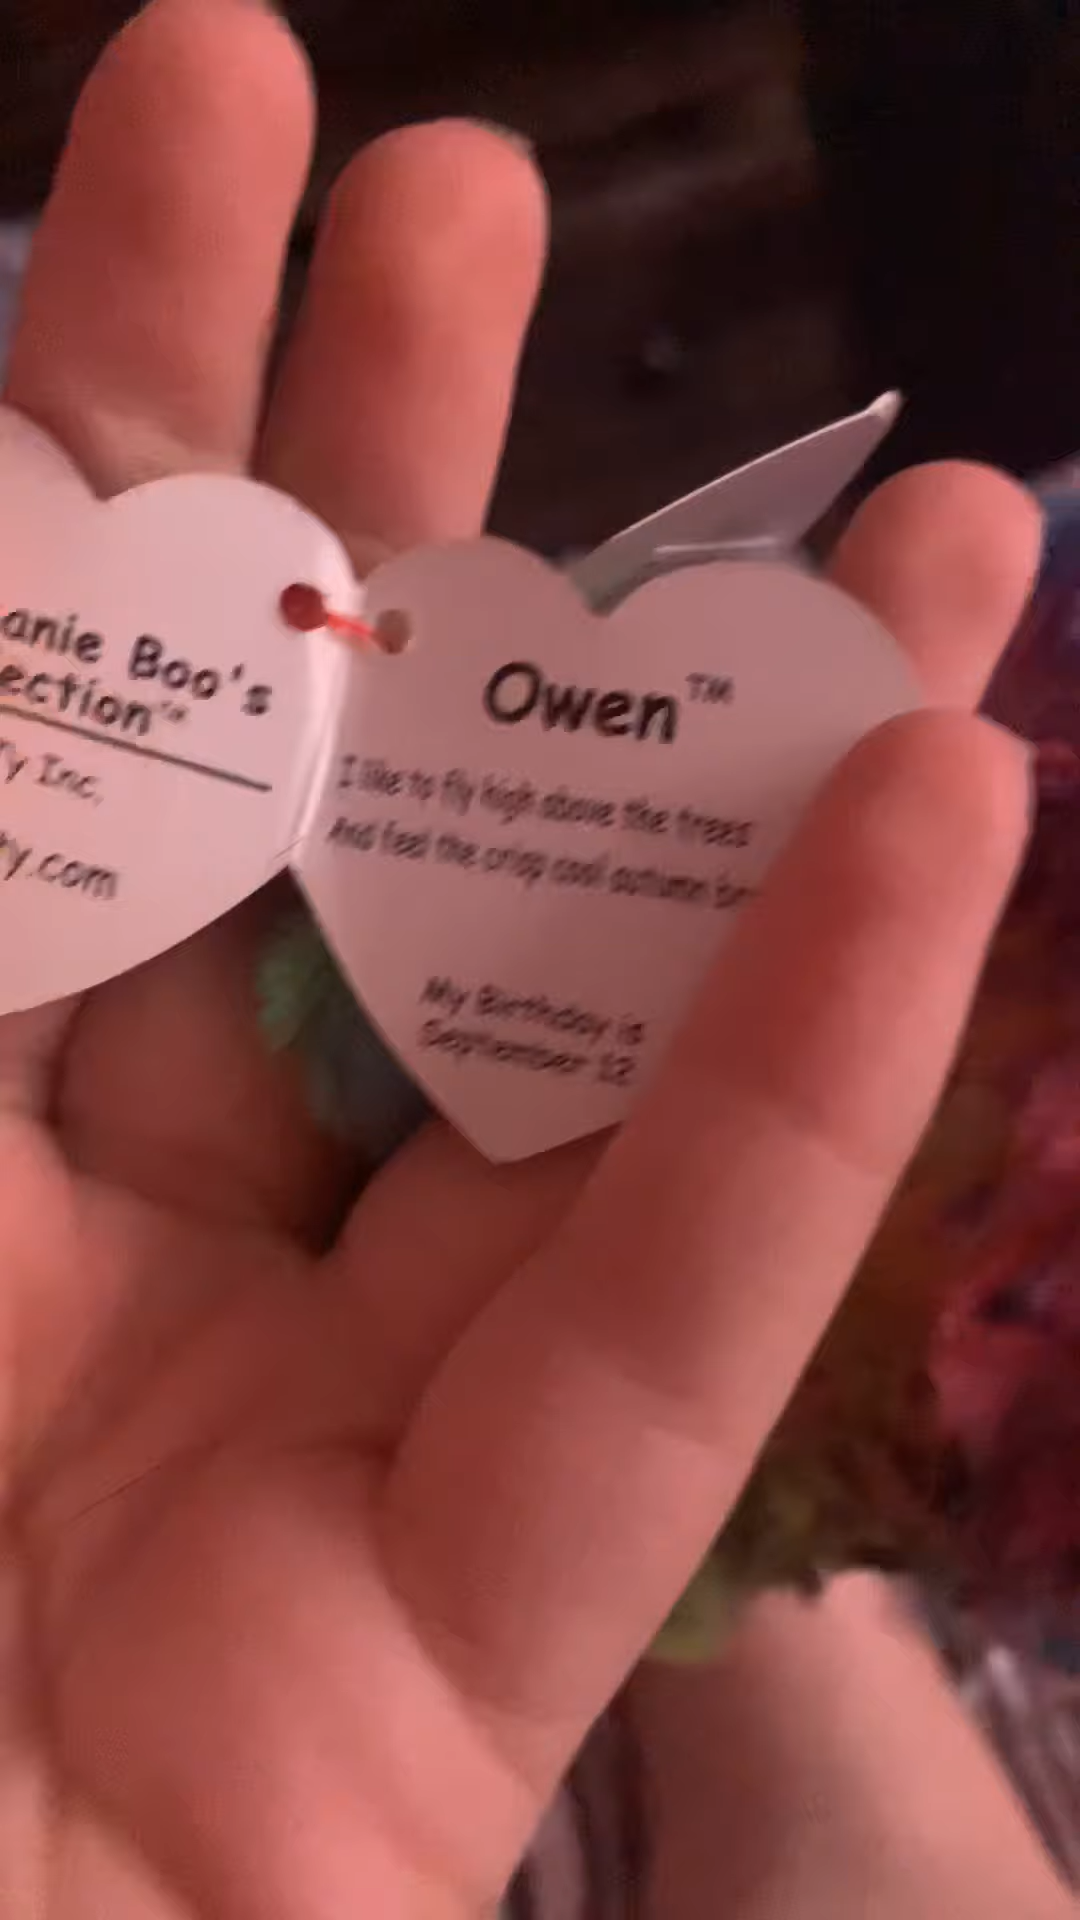 anie Boo's
ection™
Ty Inc.
ty.com
Owen™
I like to fly high above the trees
And feel the crisp cool autumn
My Birthday is
September 12